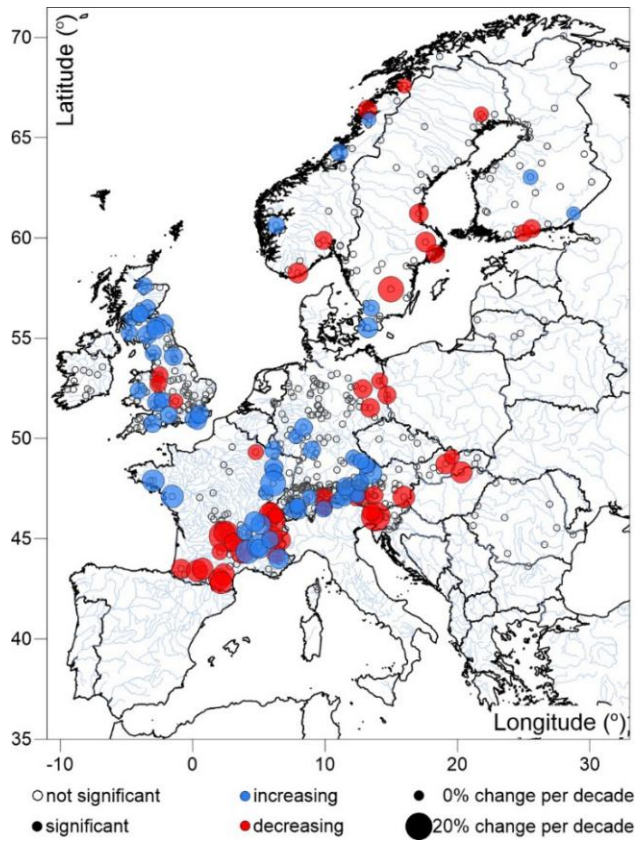 70
Latitude (°)
65
60
55
50
45
40
35
Longitude (°)
-10 0 10 20 30
not significant increasing 0% change per decade
significant decreasing 20% change per decade